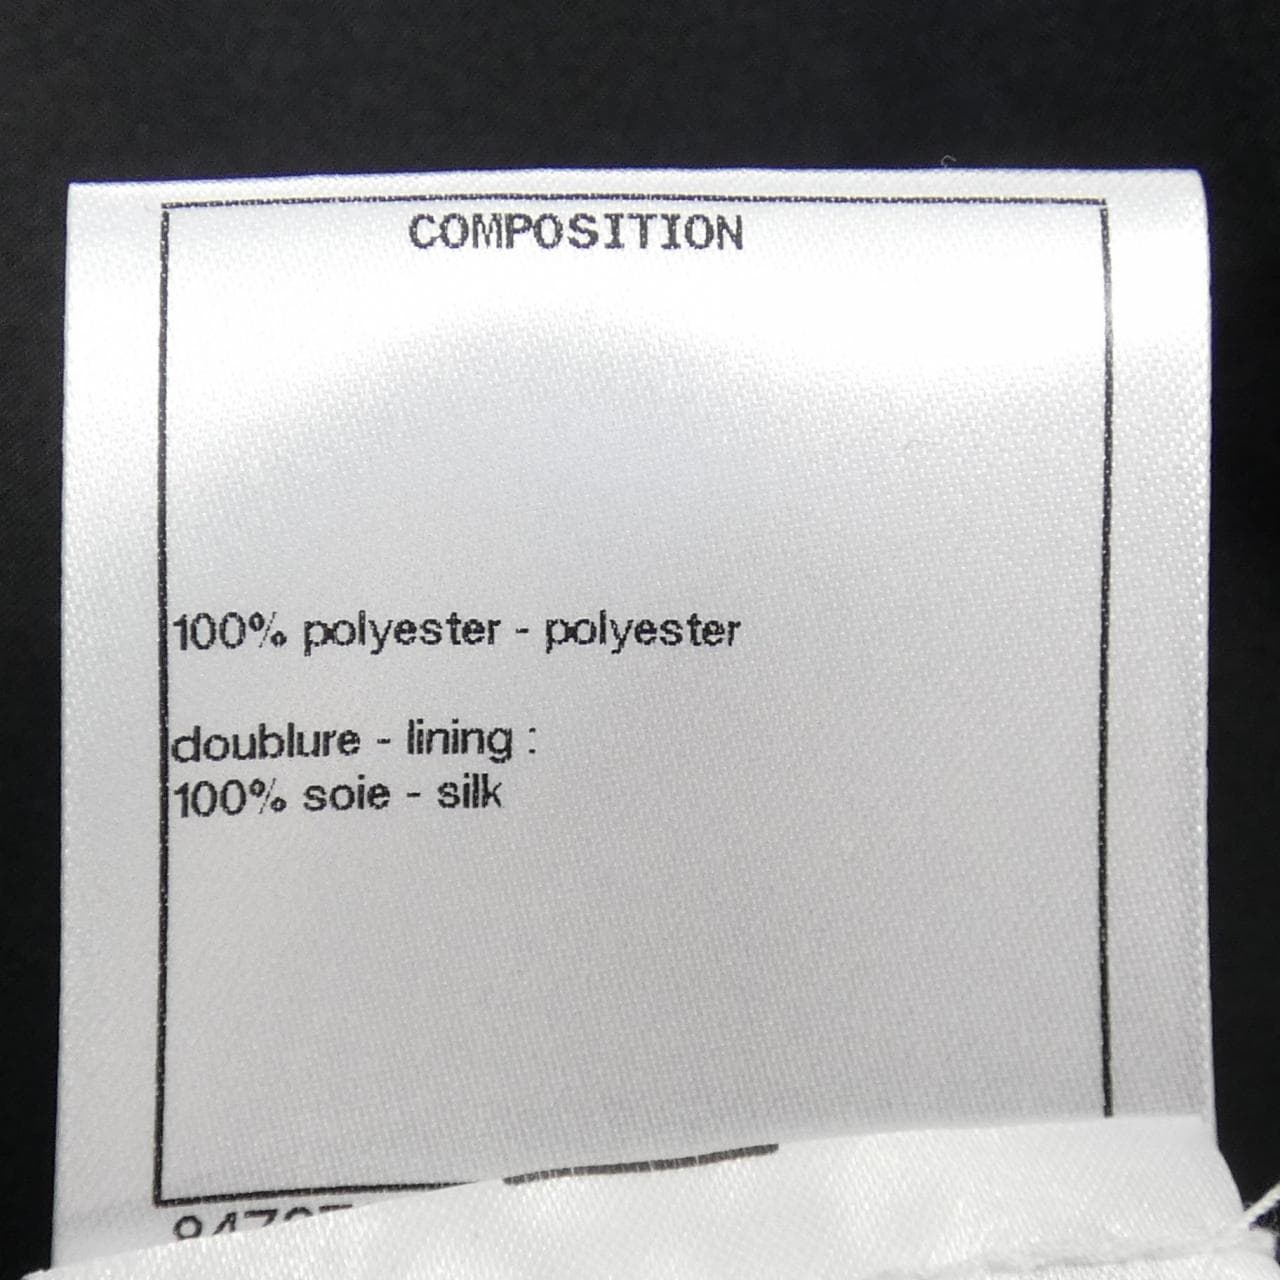 COMPOSITION
100% polyester - polyester
doublure - lining :
100% soie - silk